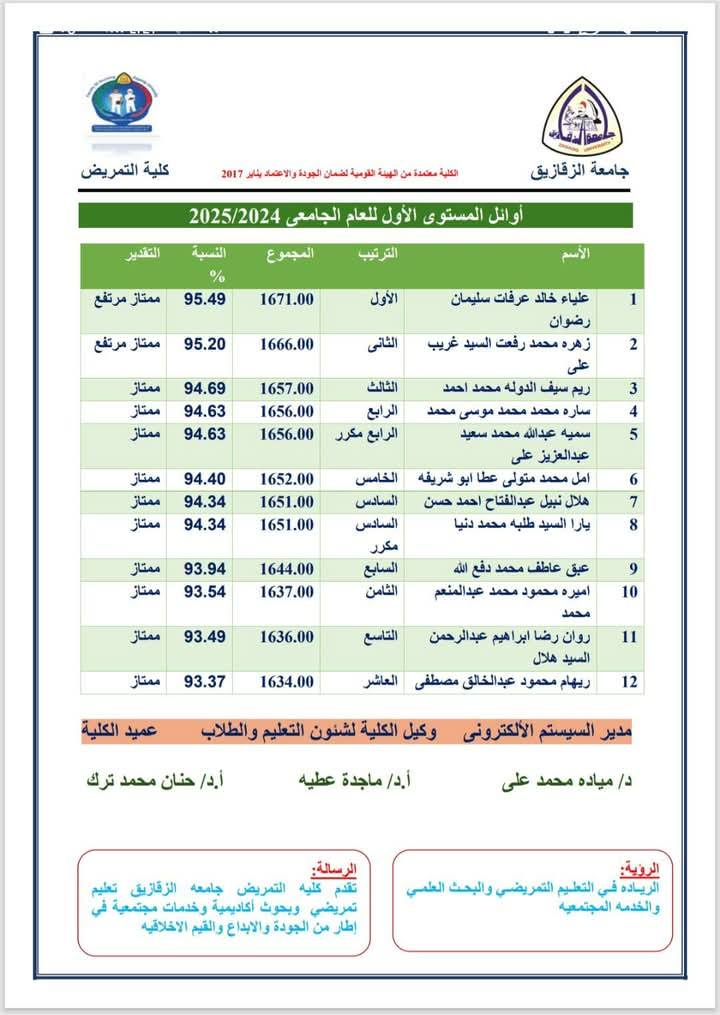 جامعة الزقازيق
الكلية معتمدة من الهيئة القومية لضمان الجودة والاعتماد يناير 2017
كلية التمريض
أوائل المستوى الأول للعام الجامعى 2025/2024
الأسم الترتيب المجموع النسبة % التقدير
1 علياء خالد عرفات سليمان رضوان الأول 1671.00 95.49 ممتاز مرتفع
2 زهره محمد رفعت السيد غريب على الثانى 1666.00 95.20 ممتاز مرتفع
3 ريم سيف الدوله محمد احمد الثالث 1657.00 94.69 ممتاز
4 ساره محمد محمد موسى محمد الرابع 1656.00 94.63 ممتاز
5 سميه عبدالله محمد سعيد عبدالعزيز على الرابع مكرر 1656.00 94.63 ممتاز
6 امل محمد متولى عطا ابو شريفه الخامس 1652.00 94.40 ممتاز
7 هلال نبيل عبدالفتاح احمد حسن السادس 1651.00 94.34 ممتاز
8 يارا السيد طلبه محمد دنيا السادس مكرر 1651.00 94.34 ممتاز
9 عبق عاطف محمد دفع الله السابع 1644.00 93.94 ممتاز
10 اميره محمود محمد عبدالمنعم محمد الثامن 1637.00 93.54 ممتاز
11 روان رضا ابراهيم عبدالرحمن السيد هلال التاسع 1636.00 93.49 ممتاز
12 ريهام محمود عبدالخالق مصطفى العاشر 1634.00 93.37 ممتاز
مدير السيستم الألكترونى وكيل الكلية لشئون التعليم والطلاب عميد الكلية
د/ مياده محمد على أ.د/ ماجدة عطيه أ.د/ حنان محمد ترك
الرؤية:
الرياده في التعليم التمريضي والبحث العلمي
والخدمه المجتمعيه
الرسالة:
تقدم كليه التمريض جامعه الزقازيق تعليم
تمريضي وبحوث أكاديمية وخدمات مجتمعية في
إطار من الجودة والابداع والقيم الاخلاقيه